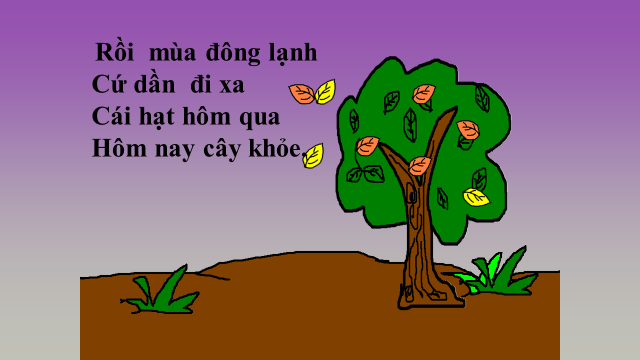 Rồi mùa đông lạnh
Cứ dần đi xa
Cái hạt hôm qua
Hôm nay cây khỏe.